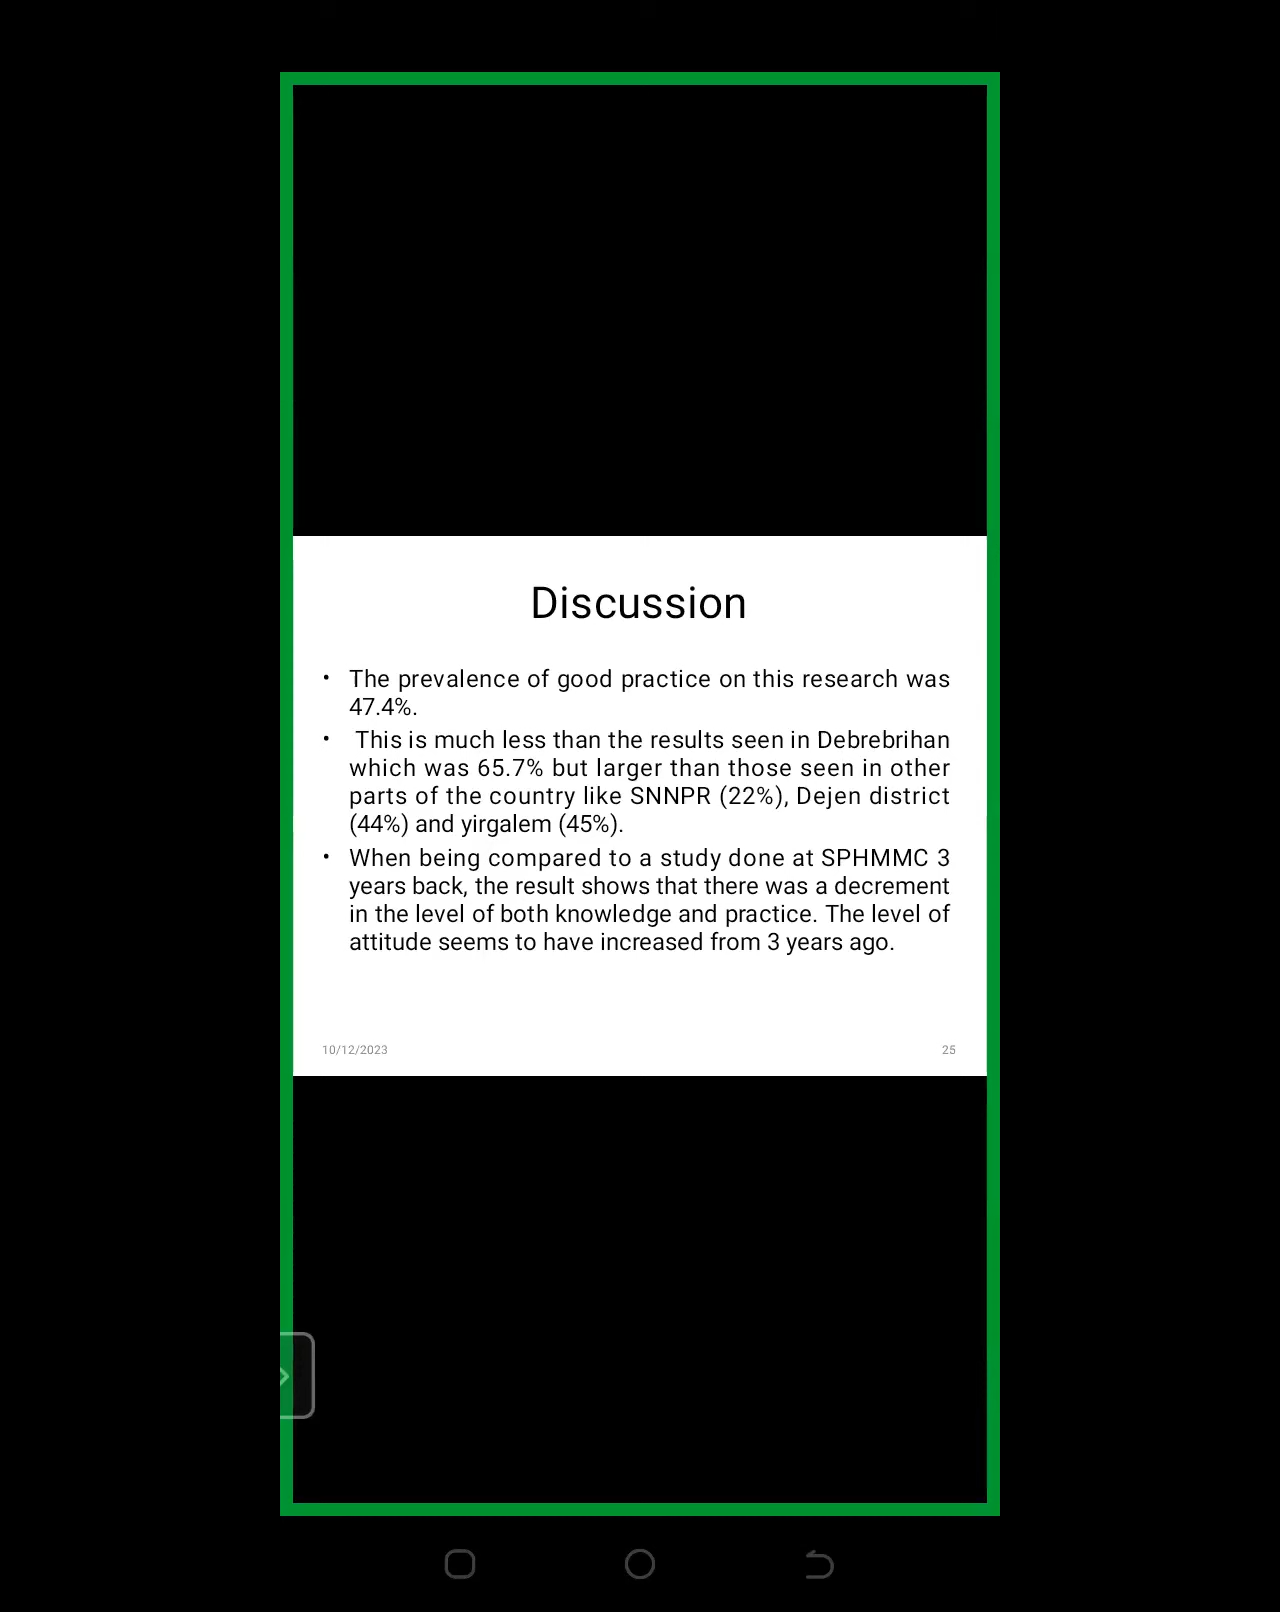 Discussion
• The prevalence of good practice on this research was
47.4%.
• This is much less than the results seen in Debrebrihan
which was 65.7% but larger than those seen in other
parts of the country like SNNPR (22%), Dejen district
(44%) and yirgalem (45%).
• When being compared to a study done at SPHMMC 3
years back, the result shows that there was a decrement
in the level of both knowledge and practice. The level of
attitude seems to have increased from 3 years ago.
10/12/2023
25